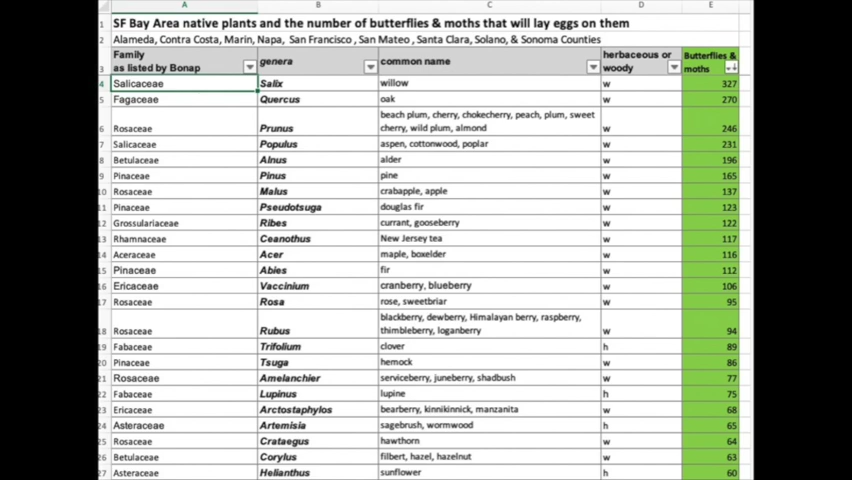 A B C D E
1 SF Bay Area native plants and the number of butterflies & moths that will lay eggs on them
2 Alameda, Contra Costa, Marin, Napa, San Francisco , San Mateo , Santa Clara, Solano, & Sonoma Counties
Family genera common name herbaceous or Butterflies &
3 as listed by Bonap woody moths
4 Salicaceae Salix willow w 327
5 Fagaceae Quercus oak w 270
beach plum, cherry, chokecherry, peach, plum, sweet
6 Rosaceae Prunus cherry, wild plum, almond w 246
7 Salicaceae Populus aspen, cottonwood, poplar w 231
8 Betulaceae Alnus alder w 196
9 Pinaceae Pinus pine w 165
10 Rosaceae Malus crabapple, apple w 137
11 Pinaceae Pseudotsuga douglas fir w 123
12 Grossulariaceae Ribes currant, gooseberry w 122
13 Rhamnaceae Ceanothus New Jersey tea w 117
14 Aceraceae Acer maple, boxelder w 116
15 Pinaceae Abies fir w 112
16 Ericaceae Vaccinium cranberry, blueberry w 106
17 Rosaceae Rosa rose, sweetbriar w 95
blackberry, dewberry, Himalayan berry, raspberry,
18 Rosaceae Rubus thimbleberry, loganberry w 94
19 Fabaceae Trifolium clover h 89
20 Pinaceae Tsuga hemock w 86
21 Rosaceae Amelanchier serviceberry, juneberry, shadbush w 77
22 Fabaceae Lupinus lupine h 75
23 Ericaceae Arctostaphylos bearberry, kinnikinnick, manzanita w 68
24 Asteraceae Artemisia sagebrush, wormwood h 65
25 Rosaceae Crataegus hawthorn w 64
26 Betulaceae Corylus filbert, hazel, hazelnut w 63
27 Asteraceae Helianthus sunflower h 60